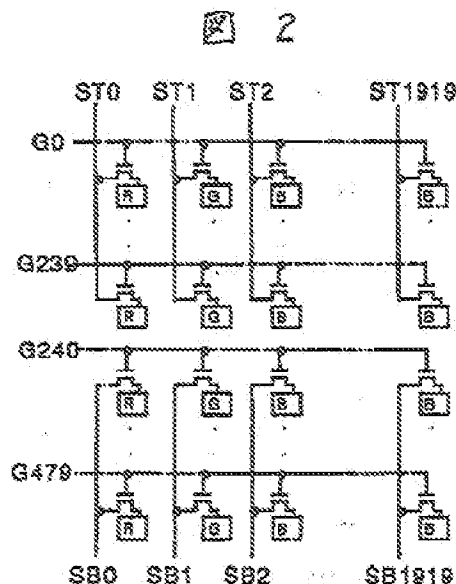 図 2
ST0 ST1 ST2 ST1919
G0
R G B B
G239
R G B B
G240
R G B B
G479
R G B B
SB0 SB1 SB2 SB1919